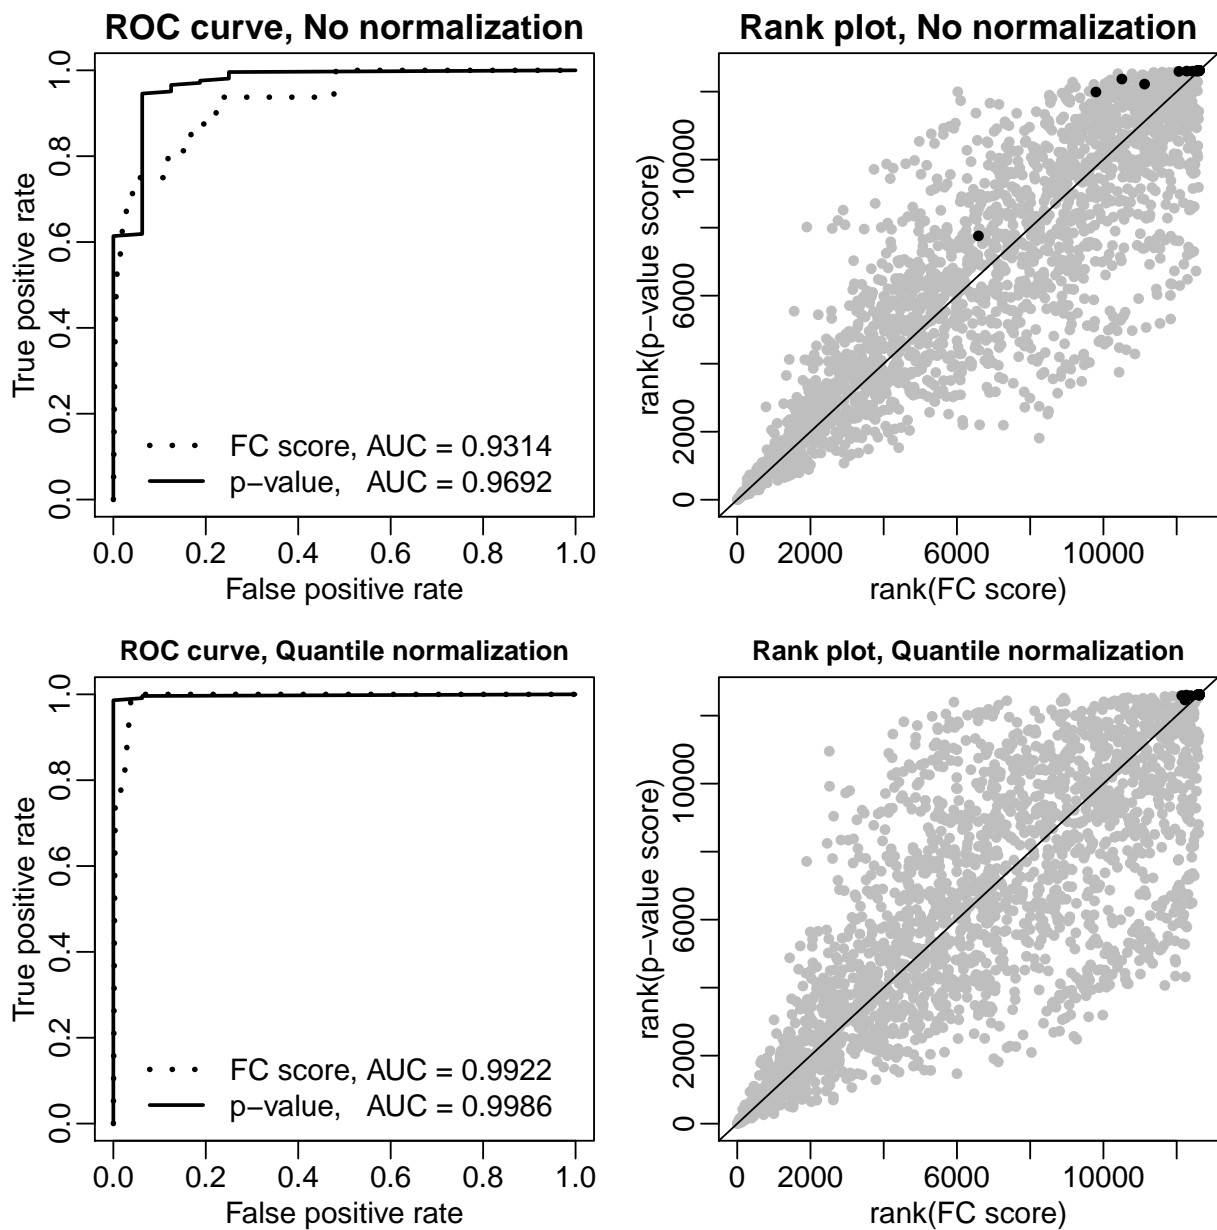 ROC curve, No normalization
True positive rate
0.0 0.2 0.4 0.6 0.8 1.0
FC score, AUC = 0.9314
p−value, AUC = 0.9692
0.0 0.2 0.4 0.6 0.8 1.0
False positive rate
Rank plot, No normalization
rank(p−value score)
0 2000 6000 10000
0 2000 6000 10000
rank(FC score)
ROC curve, Quantile normalization
True positive rate
0.0 0.2 0.4 0.6 0.8 1.0
FC score, AUC = 0.9922
p−value, AUC = 0.9986
0.0 0.2 0.4 0.6 0.8 1.0
False positive rate
Rank plot, Quantile normalization
rank(p−value score)
0 2000 6000 10000
0 2000 6000 10000
rank(FC score)